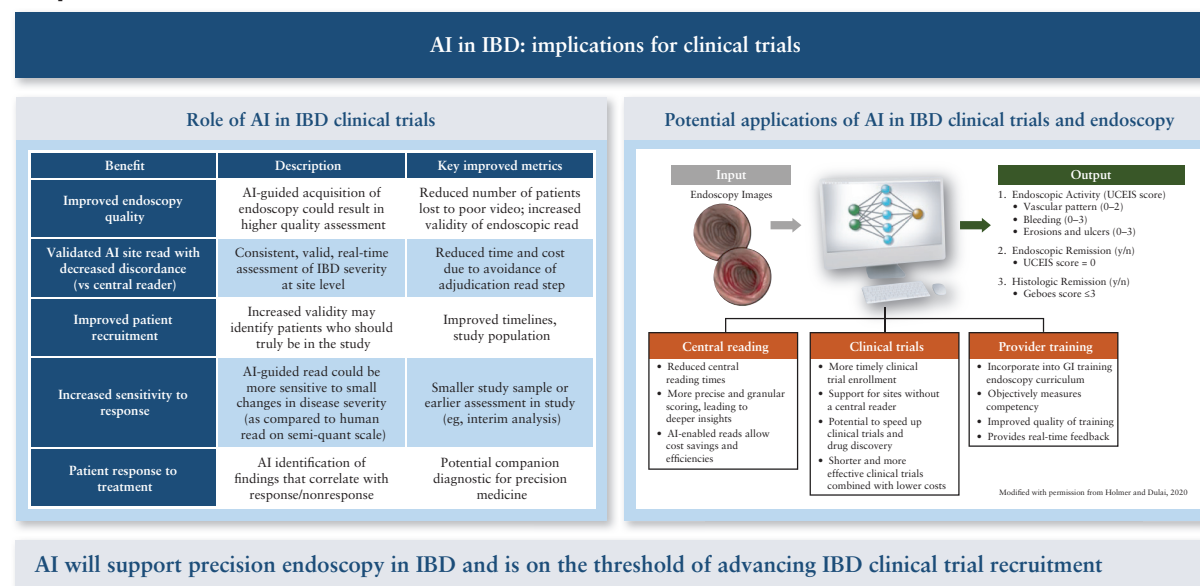 AI in IBD: implications for clinical trials
Role of AI in IBD clinical trials
Benefit
Description
Key improved metrics
Improved endoscopy
quality
AI-guided acquisition of
endoscopy could result in
higher quality assessment
Reduced number of patients
lost to poor video; increased
validity of endoscopic read
Validated AI site read with
decreased discordance
(vs central reader)
Consistent, valid, real-time
assessment of IBD severity
at site level
Reduced time and cost
due to avoidance of
adjudication read step
Improved patient
recruitment
Increased validity may
identify patients who should
truly be in the study
Improved timelines,
study population
Increased sensitivity to
response
AI-guided read could be
more sensitive to small
changes in disease severity
(as compared to human
read on semi-quant scale)
Smaller study sample or
earlier assessment in study
(eg, interim analysis)
Patient response to
treatment
AI identification of
findings that correlate with
response/nonresponse
Potential companion
diagnostic for precision
medicine
Potential applications of AI in IBD clinical trials and endoscopy
Input
Endoscopy Images
Output
1. Endoscopic Activity (UCEIS score)
• Vascular pattern (0–2)
• Bleeding (0–3)
• Erosions and ulcers (0–3)
2. Endoscopic Remission (y/n)
• UCEIS score = 0
3. Histologic Remission (y/n)
• Geboes score ≤3
Central reading
• Reduced central
reading times
• More precise and granular
scoring, leading to
deeper insights
• AI-enabled reads allow
cost savings and
efficiencies
Clinical trials
• More timely clinical
trial enrollment
• Support for sites without
a central reader
• Potential to speed up
clinical trials and
drug discovery
• Shorter and more
effective clinical trials
combined with lower costs
Provider training
• Incorporate into GI training
endoscopy curriculum
• Objectively measures
competency
• Improved quality of training
• Provides real-time feedback
Modified with permission from Holmer and Dulai, 2020
AI will support precision endoscopy in IBD and is on the threshold of advancing IBD clinical trial recruitment